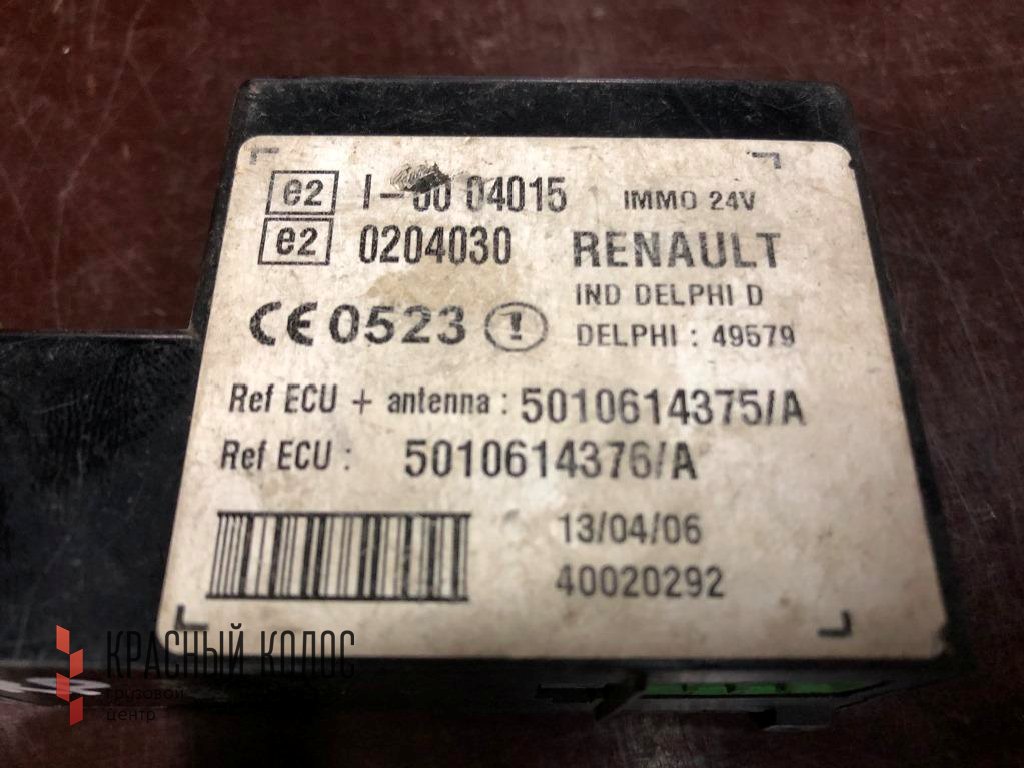 e2 I-00 04015 IMMO 24V
e2 0204030 RENAULT
IND DELPHI D
CE 0523 ! DELPHI : 49579
Ref ECU + antenna : 5010614375/A
Ref ECU : 5010614376/A
13/04/06
40020292
КРАСНЫЙ КОЛОС
грузовой
центр